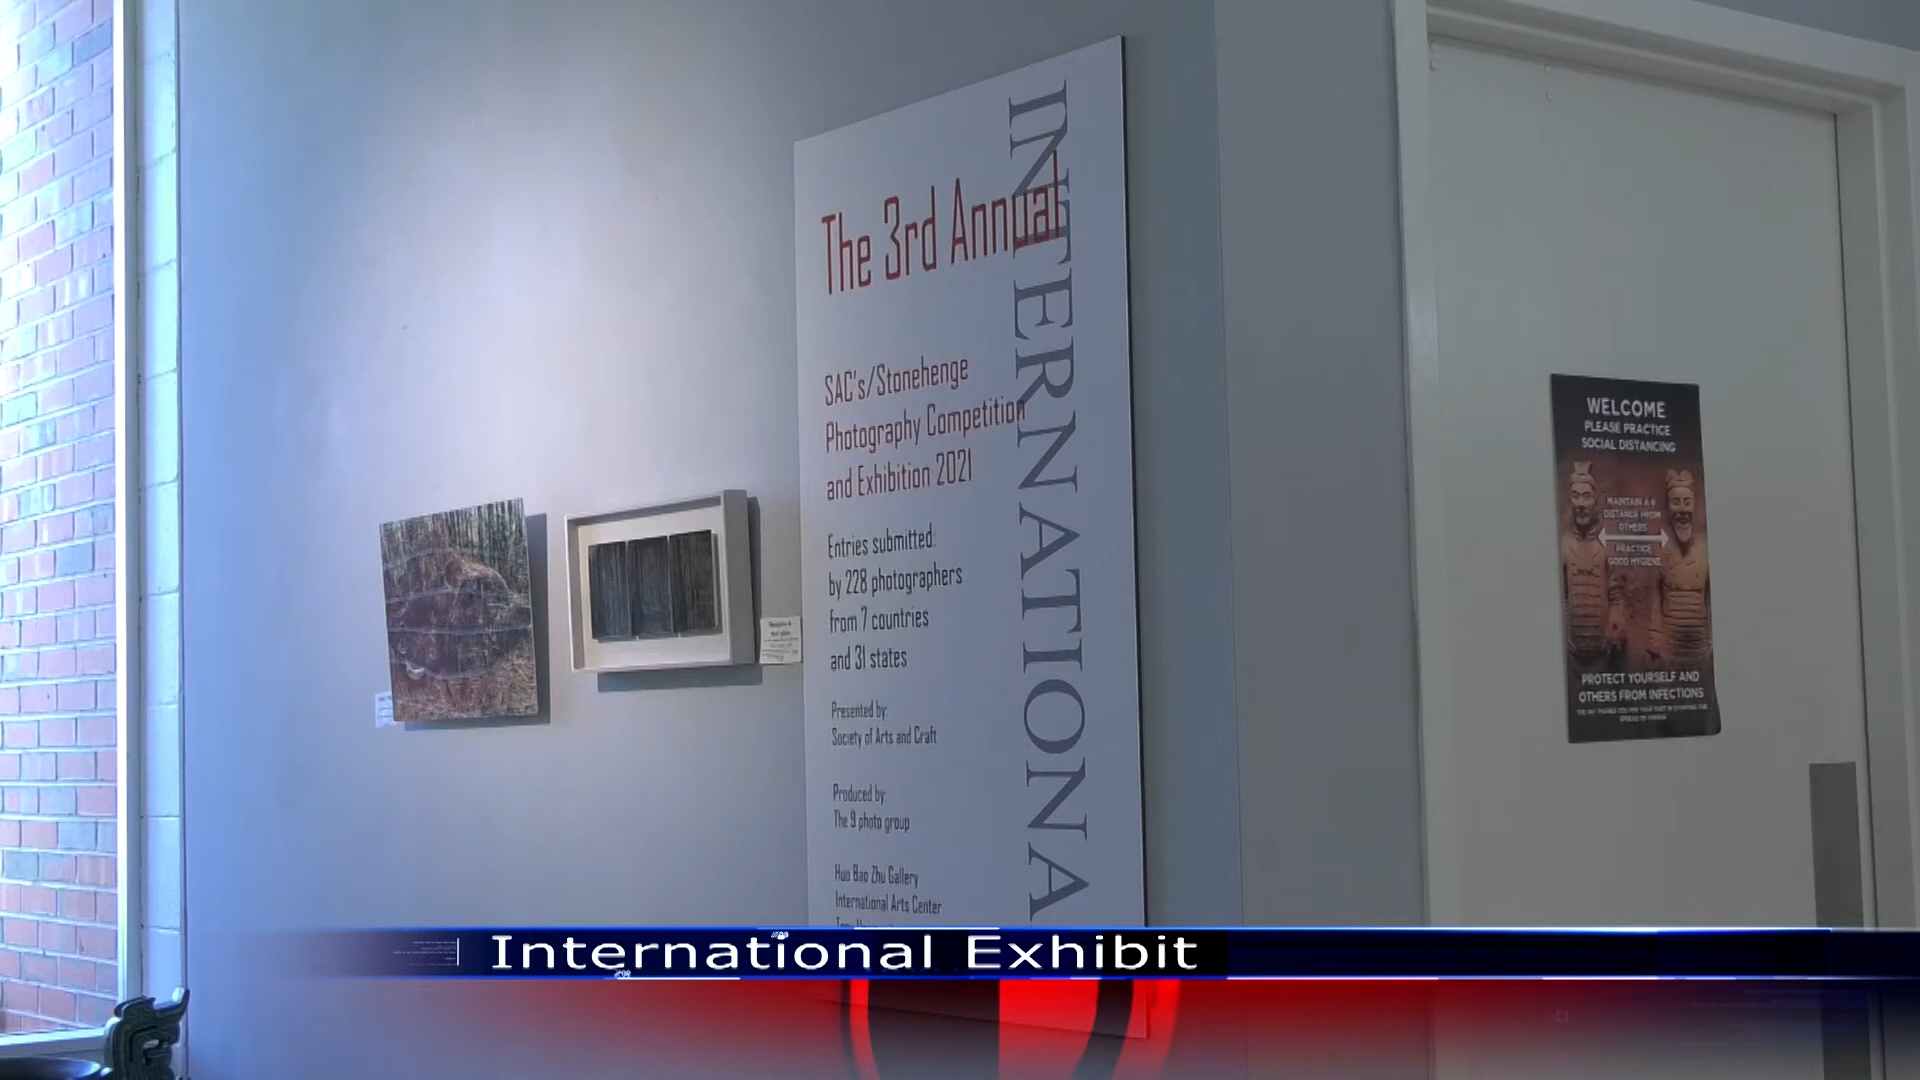 The 3rd Annual
INTERNATIONA
SAC's/Stonehenge
Photography Competition
and Exhibition 2021
Entries submitted
by 228 photographers
from 7 countries
and 31 states
Presented by:
Society of Arts and Craft
Produced by:
The 9 photo group
Huo Bao Zhu Gallery
International Arts Center
WELCOME
PLEASE PRACTICE
SOCIAL DISTANCING
MAINTAIN A 6
DISTANCE FROM
OTHERS
PRACTICE
GOOD HYGIENE
PROTECT YOURSELF AND
OTHERS FROM INFECTIONS
International Exhibit